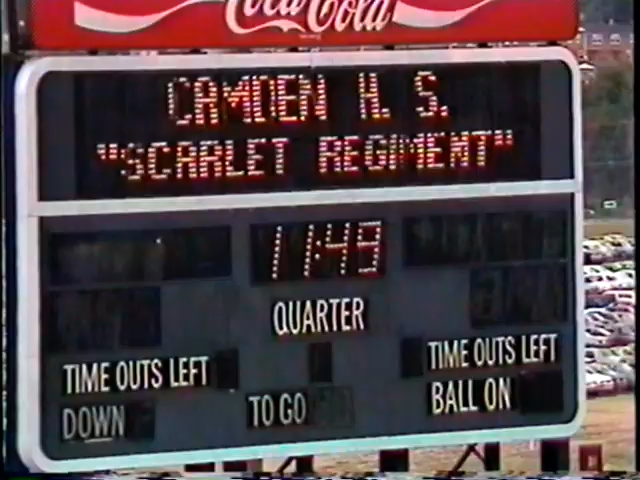 Coca Cola
CAMDEN H. S.
"SCARLET REGIMENT"
11:49
QUARTER
TIME OUTS LEFT
TIME OUTS LEFT
DOWN
TO GO
BALL ON